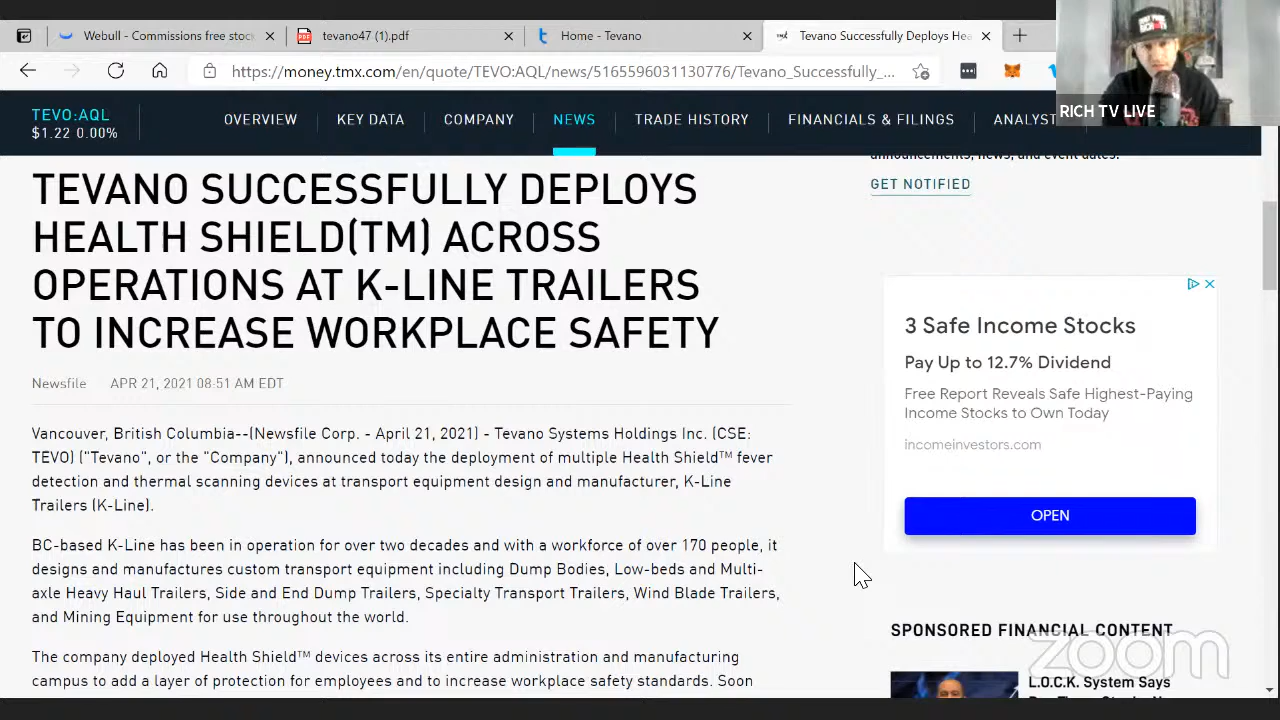 Webull - Commissions free stoc
tevano47 (1).pdf
Home - Tevano
Tevano Successfully Deploys Hea
https://money.tmx.com/en/quote/TEVO:AQL/news/5165596031130776/Tevano_Successfully_...
RICH TV LIVE
TEVO:AQL
$1.22 0.00%
OVERVIEW
KEY DATA
COMPANY
NEWS
TRADE HISTORY
FINANCIALS & FILINGS
ANALYST
announcements, news, and event dates.
GET NOTIFIED
TEVANO SUCCESSFULLY DEPLOYS
HEALTH SHIELD(TM) ACROSS
OPERATIONS AT K-LINE TRAILERS
TO INCREASE WORKPLACE SAFETY
Newsfile APR 21, 2021 08:51 AM EDT
Vancouver, British Columbia--(Newsfile Corp. - April 21, 2021) - Tevano Systems Holdings Inc. (CSE:
TEVO) ("Tevano", or the "Company"), announced today the deployment of multiple Health Shield™ fever
detection and thermal scanning devices at transport equipment design and manufacturer, K-Line
Trailers (K-Line).
BC-based K-Line has been in operation for over two decades and with a workforce of over 170 people, it
designs and manufactures custom transport equipment including Dump Bodies, Low-beds and Multi-
axle Heavy Haul Trailers, Side and End Dump Trailers, Specialty Transport Trailers, Wind Blade Trailers,
and Mining Equipment for use throughout the world.
The company deployed Health Shield™ devices across its entire administration and manufacturing
campus to add a layer of protection for employees and to increase workplace safety standards. Soon
3 Safe Income Stocks
Pay Up to 12.7% Dividend
Free Report Reveals Safe Highest-Paying
Income Stocks to Own Today
incomeinvestors.com
OPEN
SPONSORED FINANCIAL CONTENT
zoom
L.O.C.K. System Says